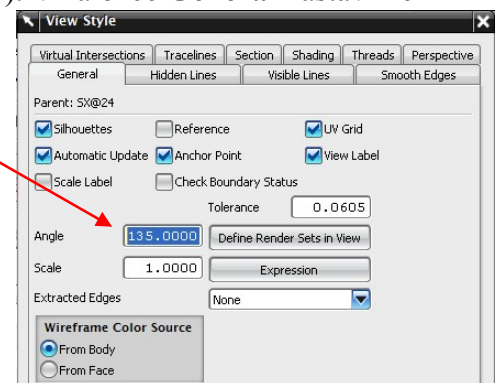 View Style
Virtual Intersections Tracelines Section Shading Threads Perspective
General Hidden Lines Visible Lines Smooth Edges
Parent: SX@24
Silhouettes Reference UV Grid
Automatic Update Anchor Point View Label
Scale Label Check Boundary Status
Tolerance 0.0605
Angle 135.0000 Define Render Sets in View
Scale 1.0000 Expression
Extracted Edges None
Wireframe Color Source
From Body
From Face